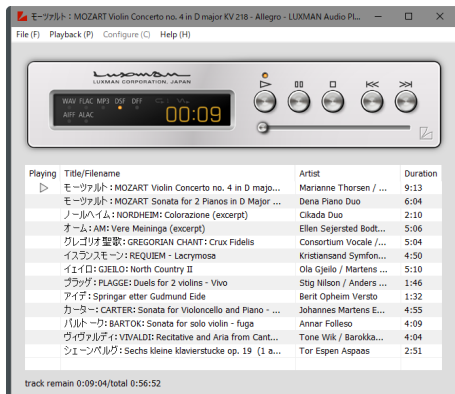 モーツァルト : MOZART Violin Concerto no. 4 in D major KV 218 - Allegro - LUXMAN Audio Pl...
File (F) Playback (P) Configure (C) Help (H)
Luxman
LUXMAN CORPORATION, JAPAN
WAV FLAC MP3 DSF DFF
AIFF ALAC
00:09
Playing Title/Filename Artist Duration
モーツァルト : MOZART Violin Concerto no. 4 in D majo... Marianne Thorsen / ... 9:13
モーツァルト : MOZART Sonata for 2 Pianos in D Major ... Dena Piano Duo 6:04
ノールハイム : NORDHEIM: Colorazione (excerpt) Cikada Duo 2:10
オーム : AM: Vere Meininga (excerpt) Ellen Sejersted Bodt... 5:06
グレゴリオ聖歌 : GREGORIAN CHANT: Crux Fidelis Consortium Vocale /... 5:04
イスランスモーン : REQUIEM - Lacrymosa Kristiansand Symfon... 4:50
イェイロ : GJEILO: North Country II Ola Gjeilo / Martens ... 5:10
プラッゲ : PLAGGE: Duels for 2 violins - Vivo Stig Nilson / Anders ... 1:46
アイデ : Springar etter Gudmund Eide Berit Opheim Versto 1:32
カーター : CARTER: Sonata for Violoncello and Piano - ... Johannes Martens E... 4:55
バルトーク : BARTOK: Sonata for solo violin - fuga Annar Folleso 4:09
ヴィヴァルディ : VIVALDI: Recitative and Aria from Cant... Tone Wik / Barokka... 4:04
シェーンベルグ : Sechs kleine klavierstucke op. 19 (1 a... Tor Espen Aspaas 2:51
track remain 0:09:04/total 0:56:52